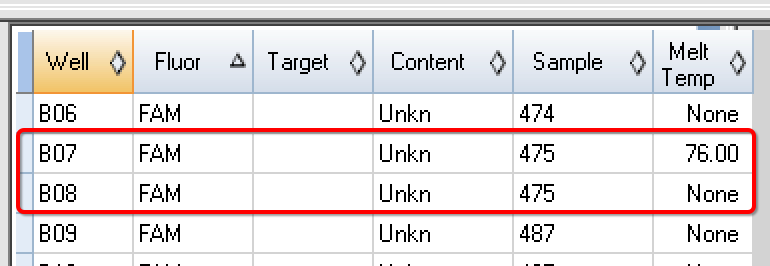 Well Fluor Target Content Sample Melt Temp
B06 FAM Unkn 474 None
B07 FAM Unkn 475 76.00
B08 FAM Unkn 475 None
B09 FAM Unkn 487 None